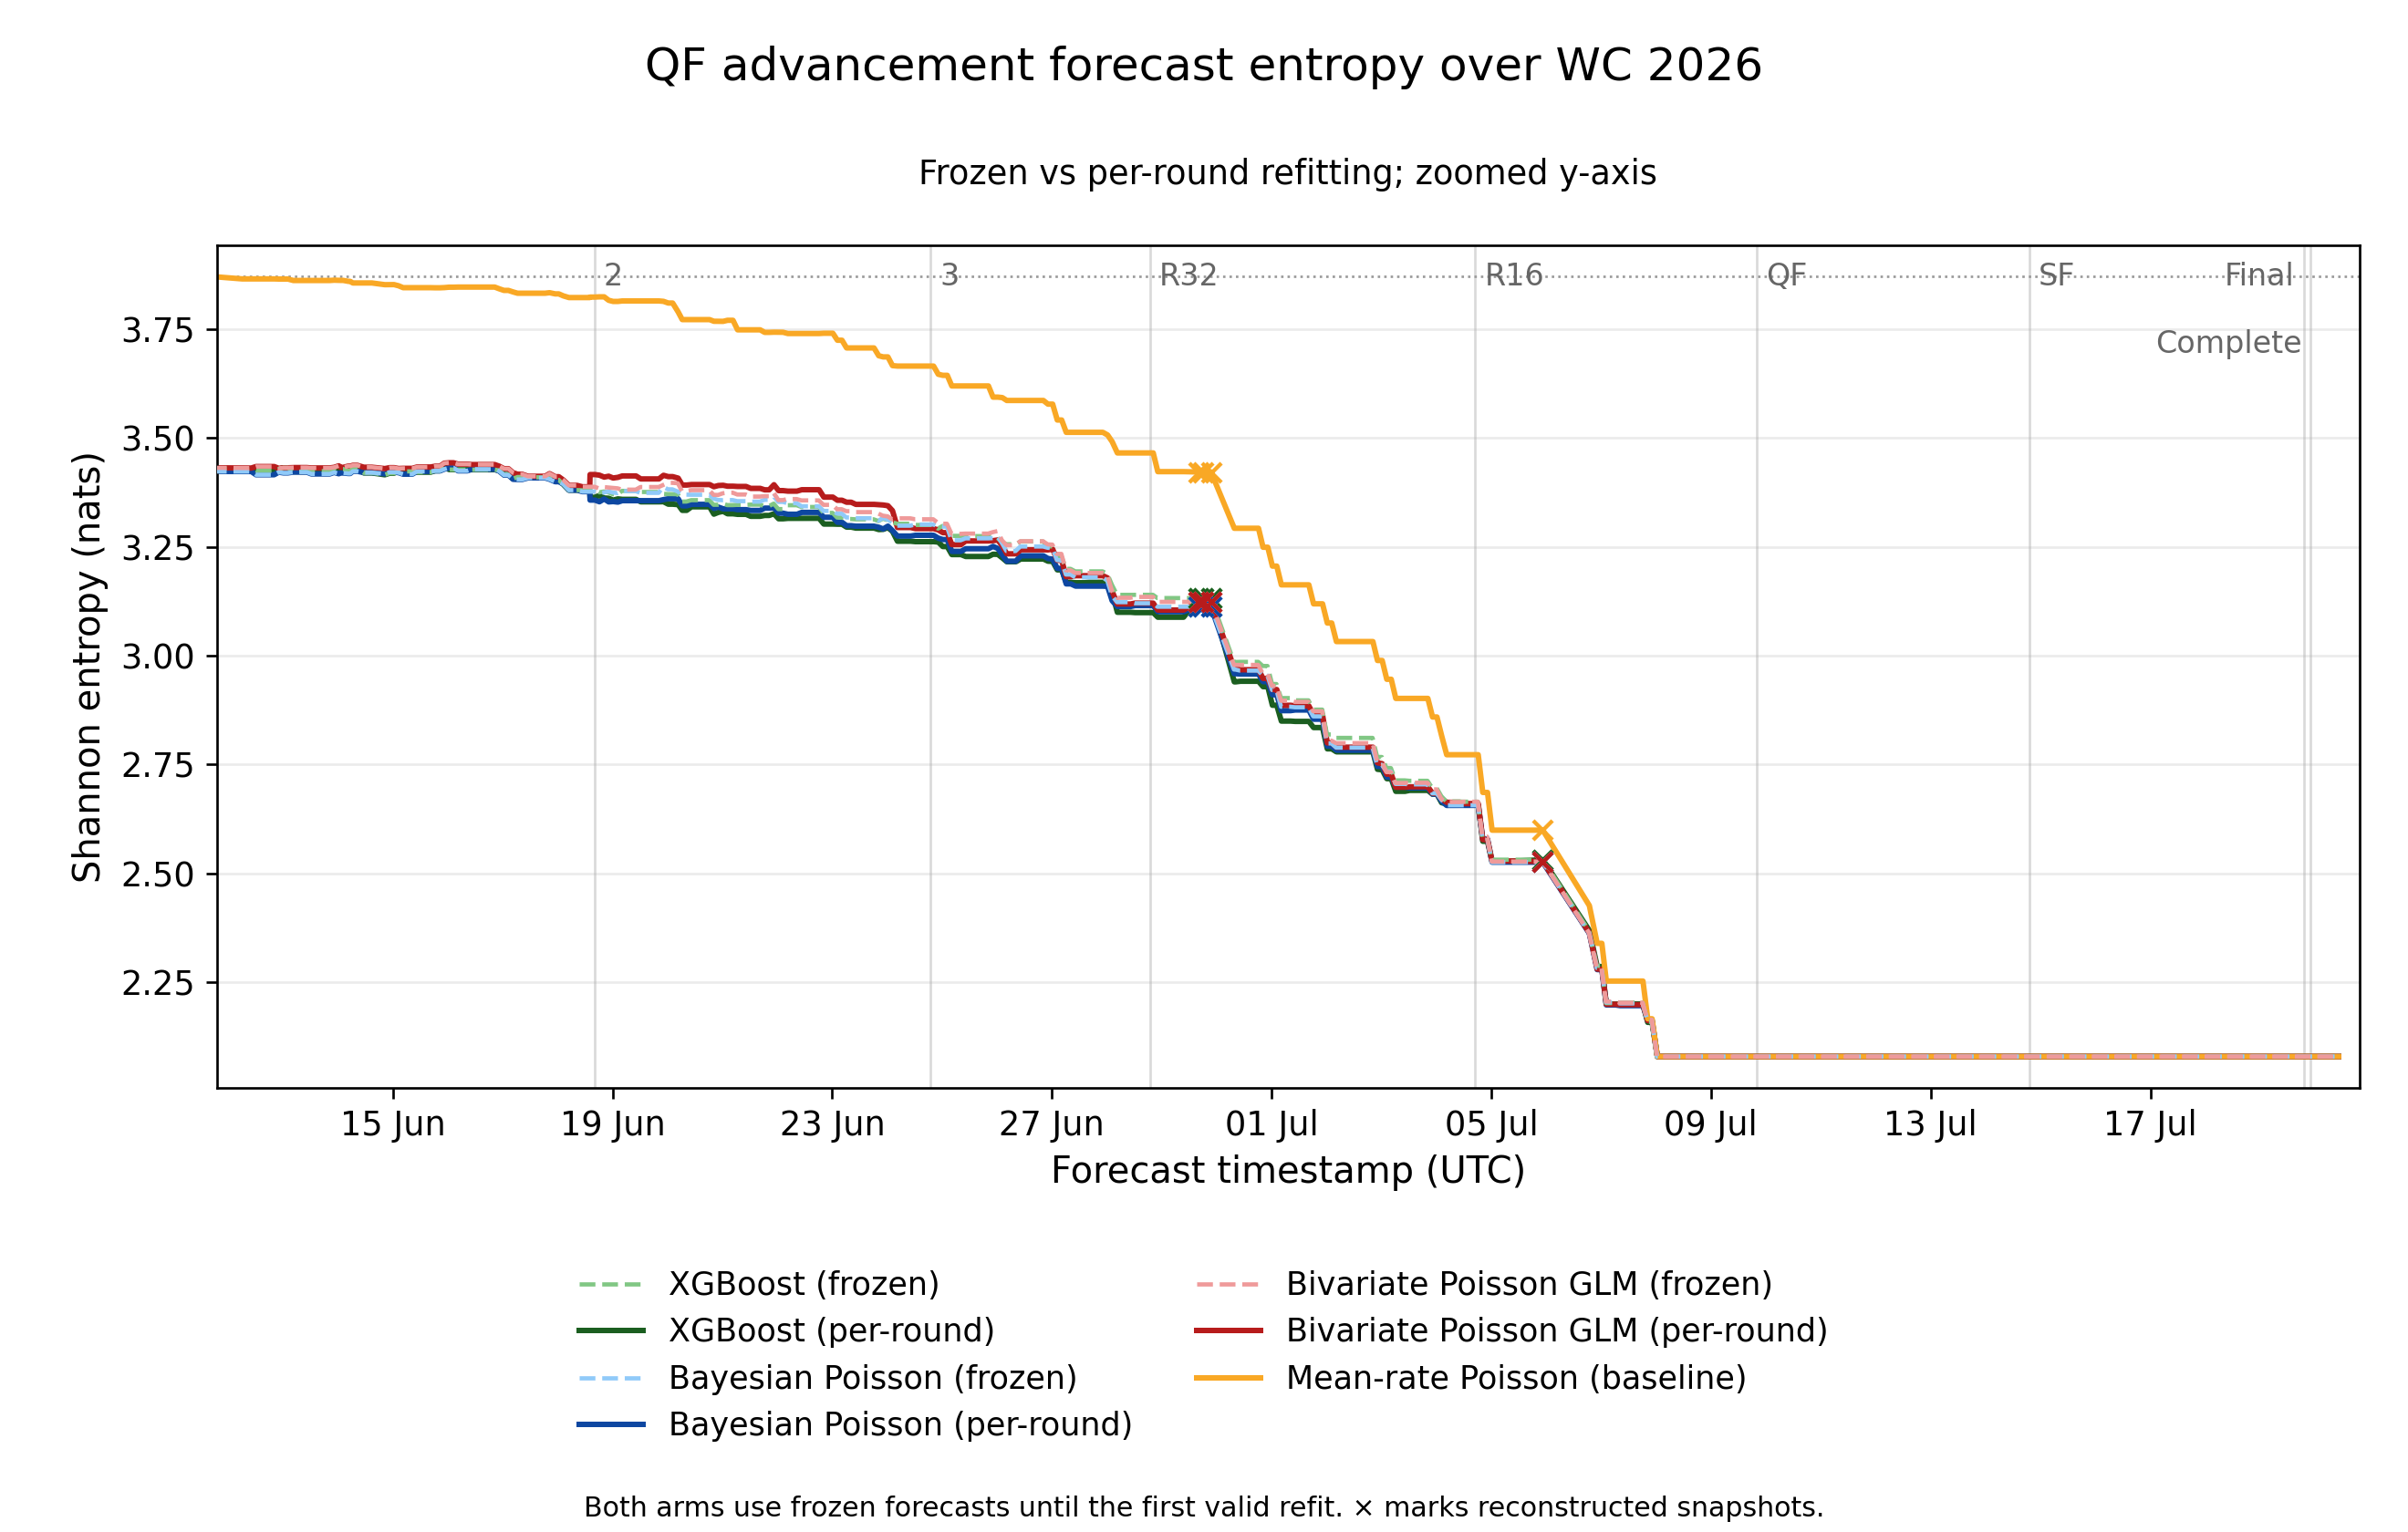 QF advancement forecast entropy over WC 2026
Frozen vs per-round refitting; zoomed y-axis
2
3
R32
R16
QF
SF
Final
Complete
Shannon entropy (nats)
3.75
3.50
3.25
3.00
2.75
2.50
2.25
15 Jun
19 Jun
23 Jun
27 Jun
01 Jul
05 Jul
09 Jul
13 Jul
17 Jul
Forecast timestamp (UTC)
XGBoost (frozen)
XGBoost (per-round)
Bayesian Poisson (frozen)
Bayesian Poisson (per-round)
Bivariate Poisson GLM (frozen)
Bivariate Poisson GLM (per-round)
Mean-rate Poisson (baseline)
Both arms use frozen forecasts until the first valid refit. × marks reconstructed snapshots.